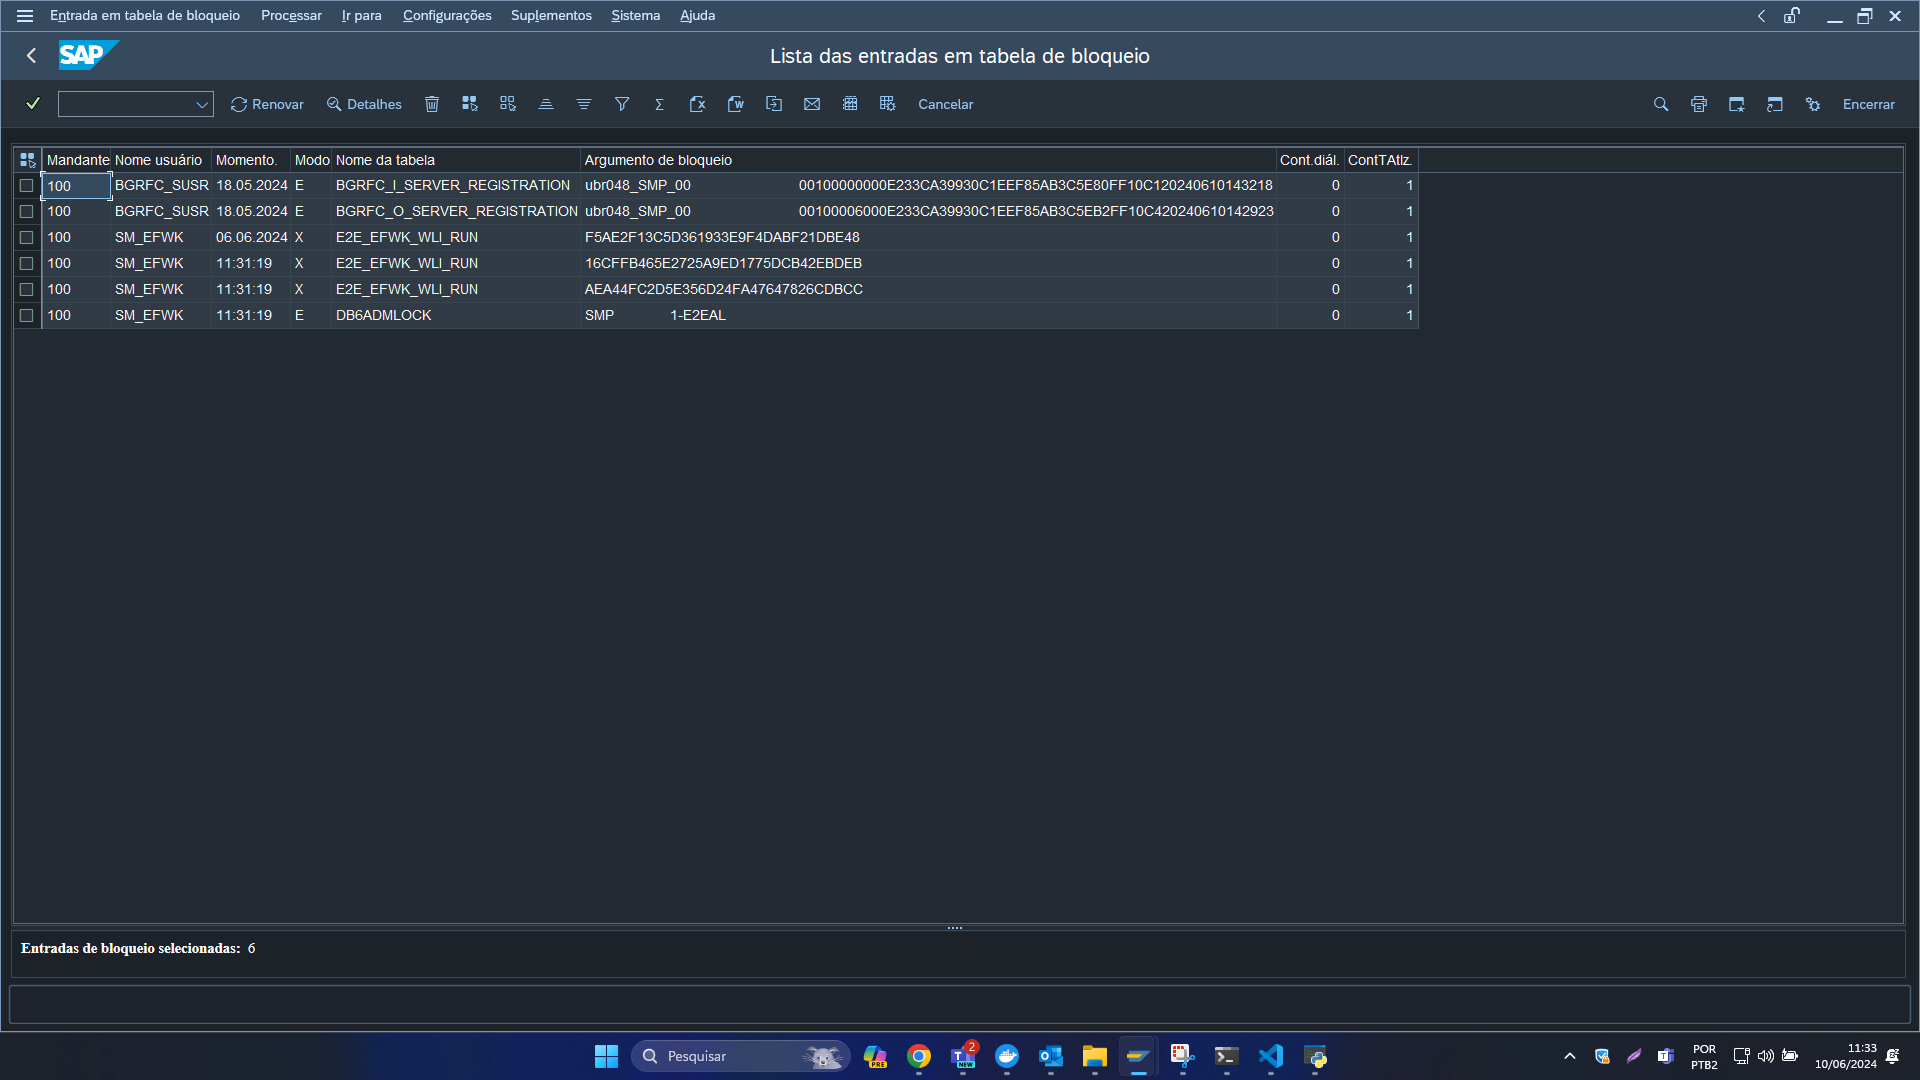 Entrada em tabela de bloqueio Processar Ir para Configurações Suplementos Sistema Ajuda
SAP Lista das entradas em tabela de bloqueio
Renovar Detalhes Cancelar Encerrar
Mandante Nome usuário Momento. Modo Nome da tabela Argumento de bloqueio Cont.diál. ContTAtlz.
100 BGRFC_SUSR 18.05.2024 E BGRFC_I_SERVER_REGISTRATION ubr048_SMP_00 00100000000E233CA39930C1EEF85AB3C5E80FF10C120240610143218 0 1
100 BGRFC_SUSR 18.05.2024 E BGRFC_O_SERVER_REGISTRATION ubr048_SMP_00 00100006000E233CA39930C1EEF85AB3C5EB2FF10C420240610142923 0 1
100 SM_EFWK 06.06.2024 X E2E_EFWK_WLI_RUN F5AE2F13C5D361933E9F4DABF21DBE48 0 1
100 SM_EFWK 11:31:19 X E2E_EFWK_WLI_RUN 16CFFB465E2725A9ED1775DCB42EBDEB 0 1
100 SM_EFWK 11:31:19 X E2E_EFWK_WLI_RUN AEA44FC2D5E356D24FA47647826CDBCC 0 1
100 SM_EFWK 11:31:19 E DB6ADMLOCK SMP 1-E2EAL 0 1
Entradas de bloqueio selecionadas: 6
Pesquisar PRE T NEW 2 POR 11:33
PTB2 10/06/2024